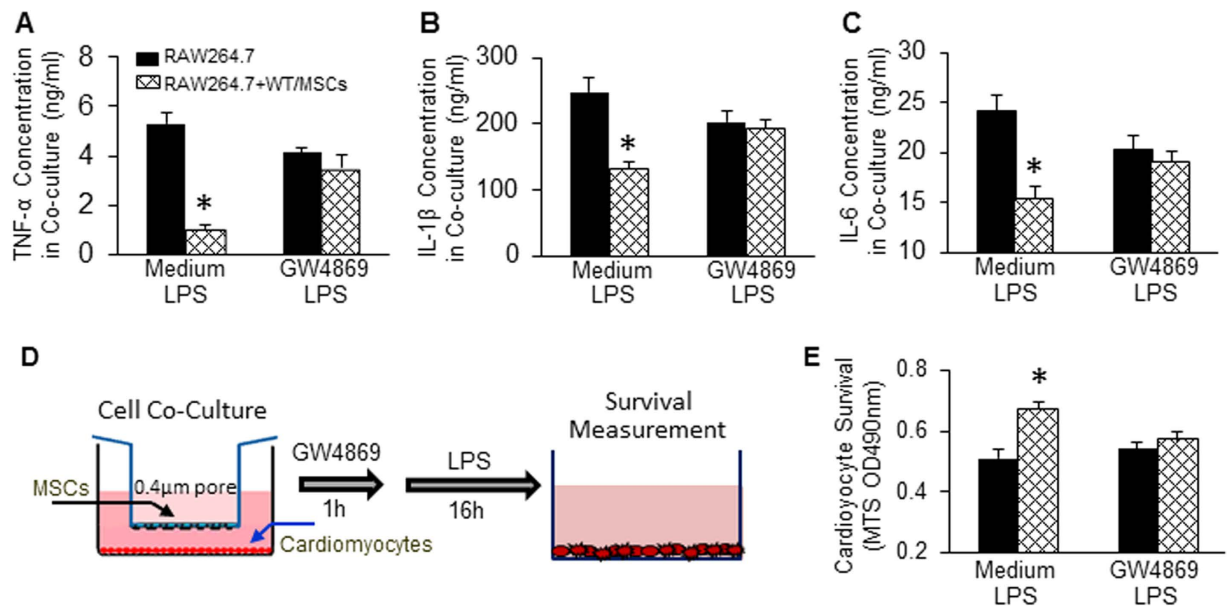 A
TNF-α Concentration
in Co-culture (ng/ml)
8
6
4
2
0
RAW264.7
RAW264.7+WT/MSCs
*
Medium
LPS
GW4869
LPS
B
IL-1β Concentration
in Co-culture (ng/ml)
300
200
100
0
*
Medium
LPS
GW4869
LPS
C
IL-6 Concentration
in Co-culture (ng/ml)
30
25
20
15
10
*
Medium
LPS
GW4869
LPS
D
Cell Co-Culture
MSCs
0.4µm pore
Cardiomyocytes
GW4869
1h
LPS
16h
Survival
Measurement
E
Cardioyocyte Survival
(MTS OD490nm)
0.8
0.6
0.4
0.2
*
Medium
LPS
GW4869
LPS